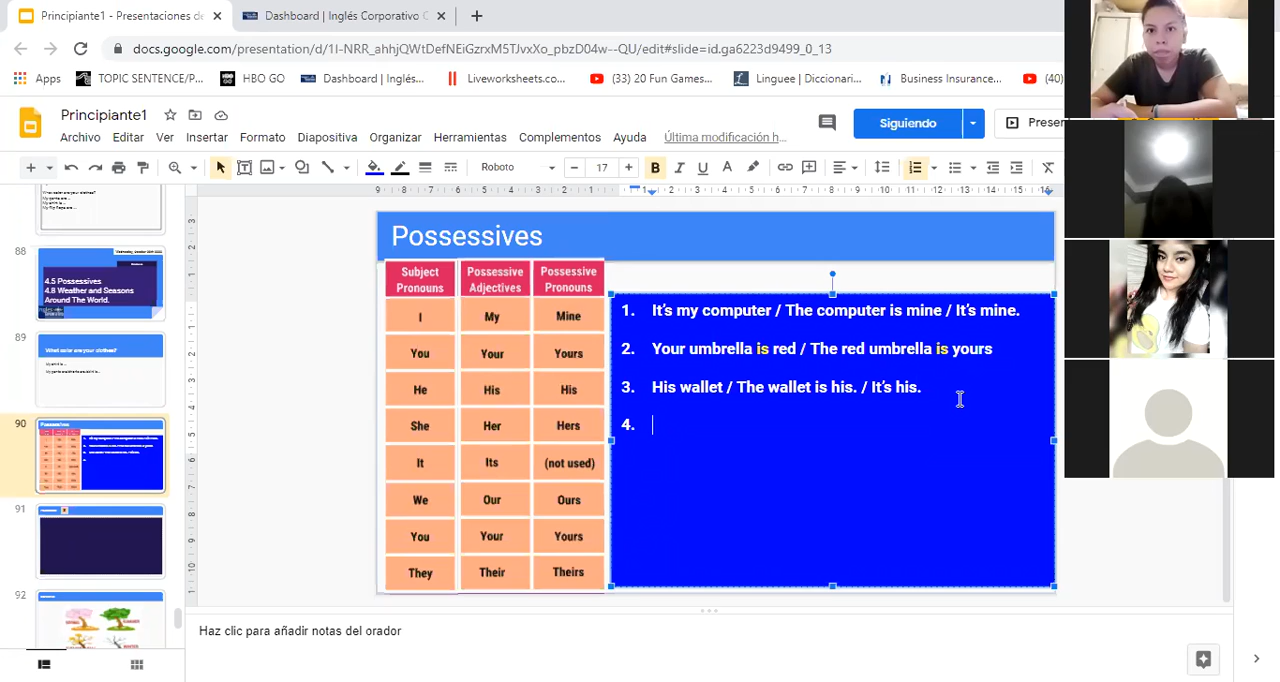 Principiante1 - Presentaciones de
Dashboard | Inglés Corporativo C
docs.google.com/presentation/d/1I-NRR_ahhjQWtDefNEiGzrxM5TJvxXo_pbzD04w--QU/edit#slide=id.ga6223d9499_0_13
Apps
TOPIC SENTENCE/P...
HBO GO
Dashboard | Inglés...
Liveworksheets.co...
(33) 20 Fun Games...
Linguee | Diccionari...
Business Insurance...
(40)
Principiante1
Archivo Editar Ver Insertar Formato Diapositiva Organizar Herramientas Complementos Ayuda Última modificación h...
Siguiendo
Presen
Roboto
17
88
4.5 Possessives
4.8 Weather and Seasons
Around The World.
89
What color are your clothes?
90
91
92
Possessives
Subject Pronouns Possessive Adjectives Possessive Pronouns
I My Mine
You Your Yours
He His His
She Her Hers
It Its (not used)
We Our Ours
You Your Yours
They Their Theirs
1. It's my computer / The computer is mine / It's mine.
2. Your umbrella is red / The red umbrella is yours
3. His wallet / The wallet is his. / It's his.
4.
Haz clic para añadir notas del orador